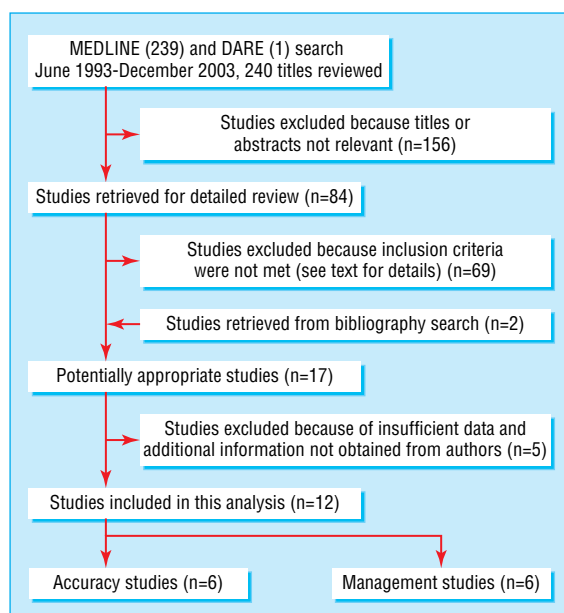 MEDLINE (239) and DARE (1) search
June 1993-December 2003, 240 titles reviewed
Studies excluded because titles or
abstracts not relevant (n=156)
Studies retrieved for detailed review (n=84)
Studies excluded because inclusion criteria
were not met (see text for details) (n=69)
Studies retrieved from bibliography search (n=2)
Potentially appropriate studies (n=17)
Studies excluded because of insufficient data and
additional information not obtained from authors (n=5)
Studies included in this analysis (n=12)
Accuracy studies (n=6)
Management studies (n=6)